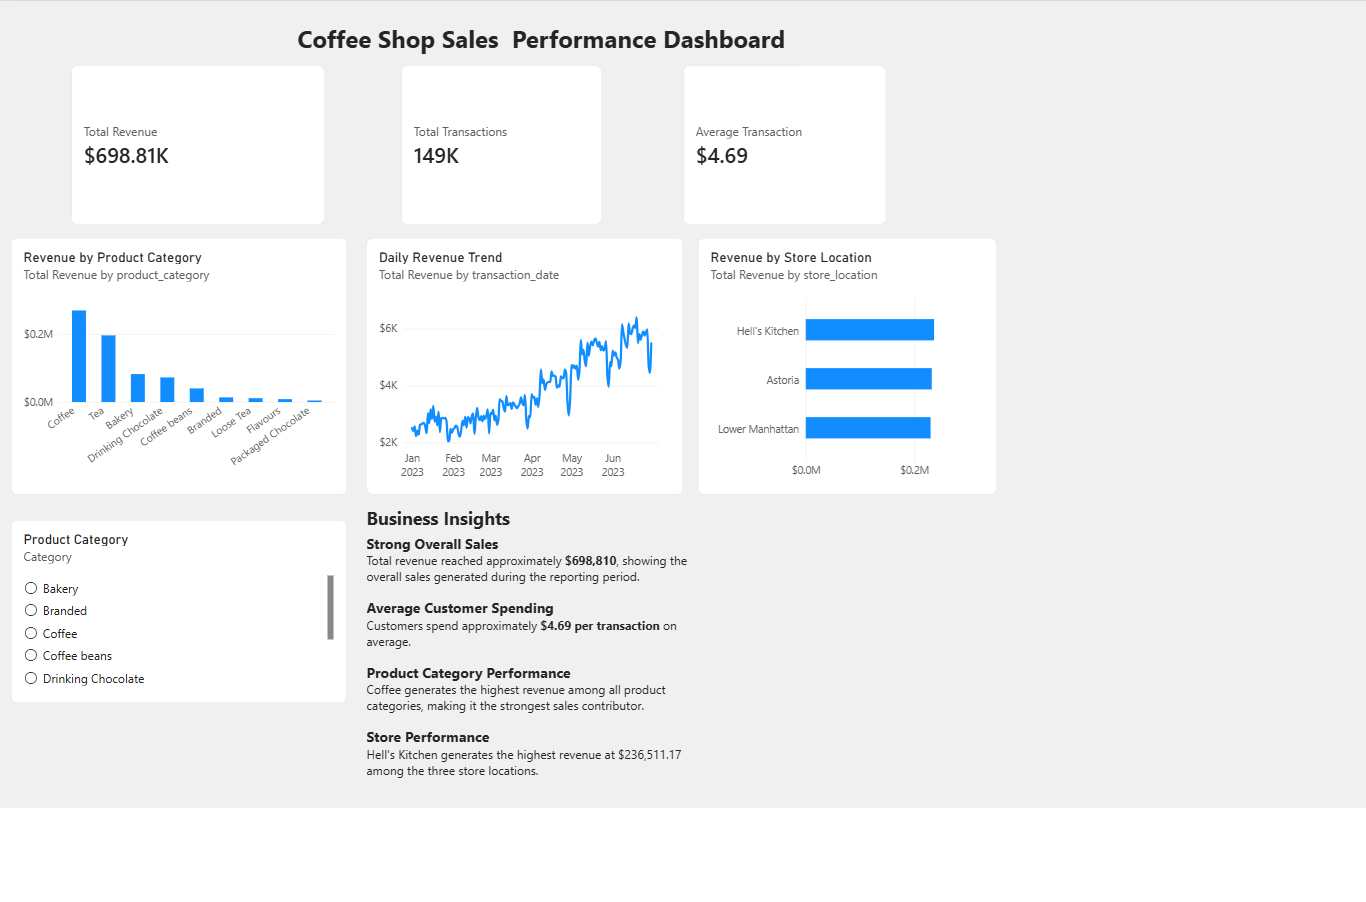 Coffee Shop Sales  Performance Dashboard
Total Revenue
$698.81K
Total Transactions
149K
Average Transaction
$4.69
Revenue by Product Category
Total Revenue by product_category
$0.2M
$0.0M
Coffee
Tea
Bakery
Drinking Chocolate
Coffee beans
Branded
Loose Tea
Flavours
Packaged Chocolate
Daily Revenue Trend
Total Revenue by transaction_date
$6K
$4K
$2K
Jan Feb Mar Apr May Jun
2023 2023 2023 2023 2023 2023
Revenue by Store Location
Total Revenue by store_location
Hell's Kitchen
Astoria
Lower Manhattan
$0.0M $0.2M
Product Category
Category
Bakery
Branded
Coffee
Coffee beans
Drinking Chocolate
Business Insights
Strong Overall Sales
Total revenue reached approximately $698,810, showing the
overall sales generated during the reporting period.
Average Customer Spending
Customers spend approximately $4.69 per transaction on
average.
Product Category Performance
Coffee generates the highest revenue among all product
categories, making it the strongest sales contributor.
Store Performance
Hell's Kitchen generates the highest revenue at $236,511.17
among the three store locations.